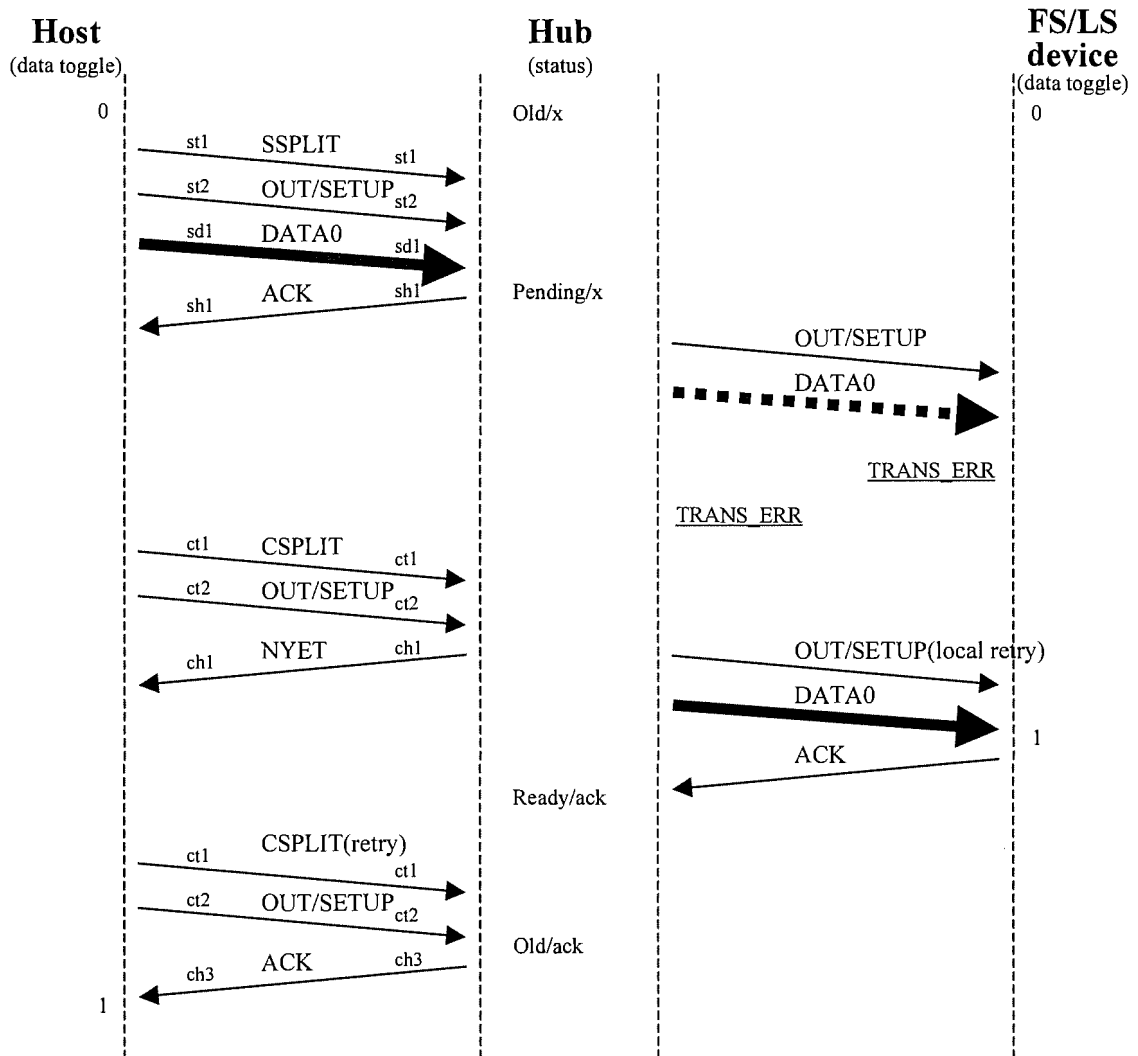 Host
(data toggle)
Hub
(status)
FS/LS
device
(data toggle)
0
Old/x
0
st1 SSPLIT st1
st2 OUT/SETUP st2
sd1 DATA0 sd1
sh1 ACK sh1
Pending/x
OUT/SETUP
DATA0
TRANS_ERR
TRANS_ERR
ct1 CSPLIT ct1
ct2 OUT/SETUP ct2
ch1 NYET ch1
OUT/SETUP(local retry)
DATA0
1
ACK
Ready/ack
ct1 CSPLIT(retry) ct1
ct2 OUT/SETUP ct2
Old/ack
ch3 ACK ch3
1